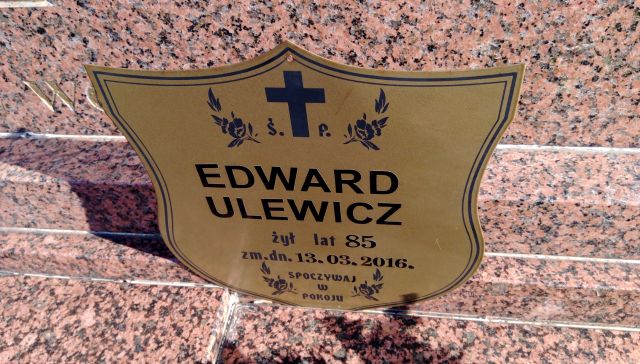 Ś. P.
EDWARD
ULEWICZ
żył lat 85
zm.dn. 13.03.2016.
SPOCZYWAJ
W
POKOJU